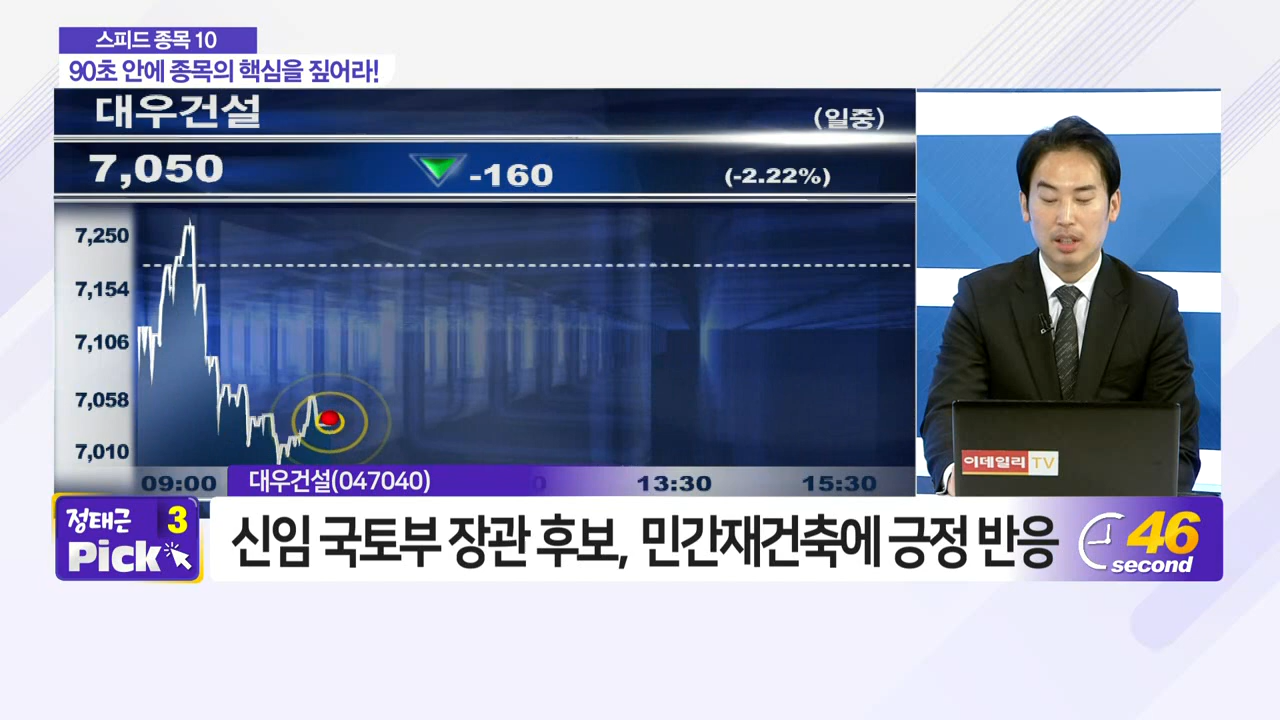 스피드 종목 10
90초 안에 종목의 핵심을 짚어라!
대우건설
(일중)
7,050
-160
(-2.22%)
7,250
7,154
7,106
7,058
7,010
09:00
13:30
15:30
대우건설(047040)
이데일리 TV
정태근 3
Pick
신임 국토부 장관 후보, 민간재건축에 긍정 반응
46
second